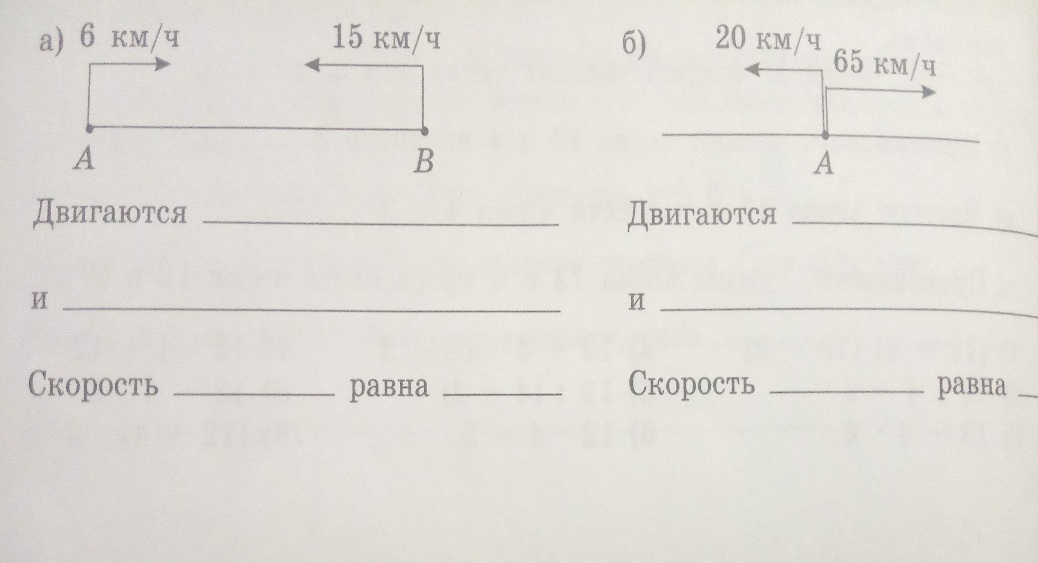 а) 6 км/ч 15 км/ч б) 20 км/ч
65 км/ч
A B A
Двигаются Двигаются
и и
Скорость равна Скорость равна